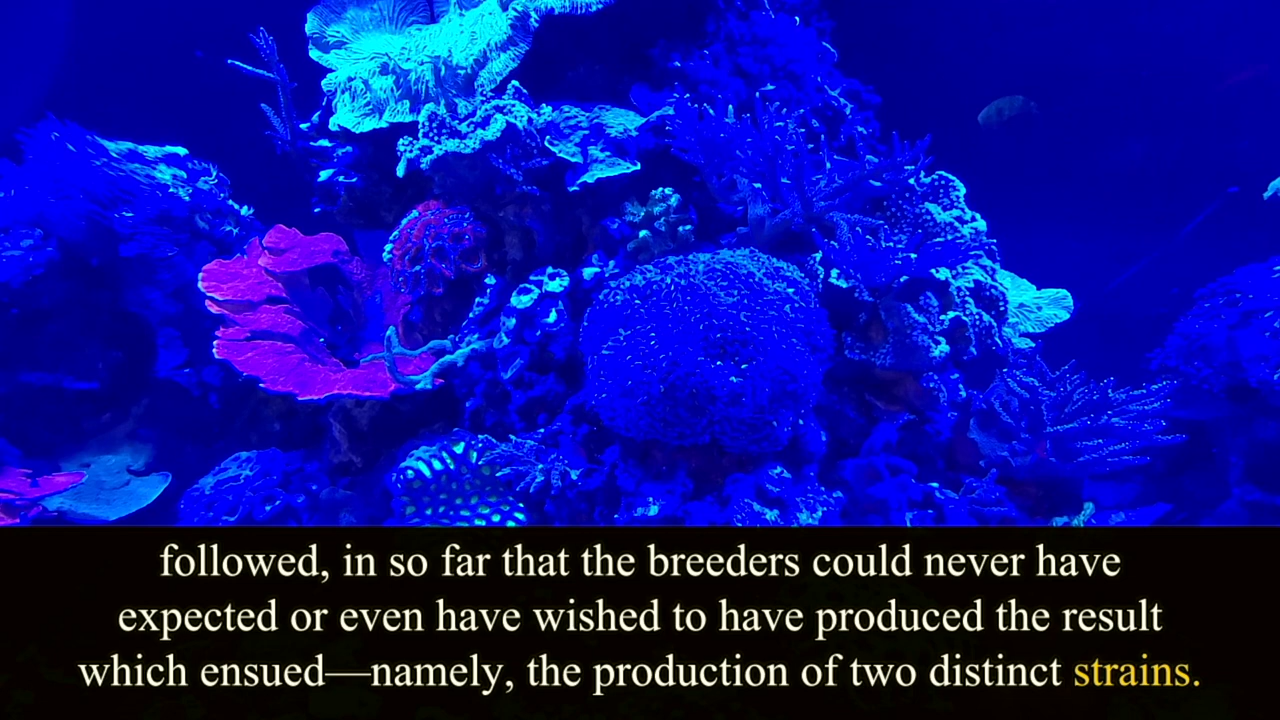 followed, in so far that the breeders could never have
expected or even have wished to have produced the result
which ensued—namely, the production of two distinct strains.